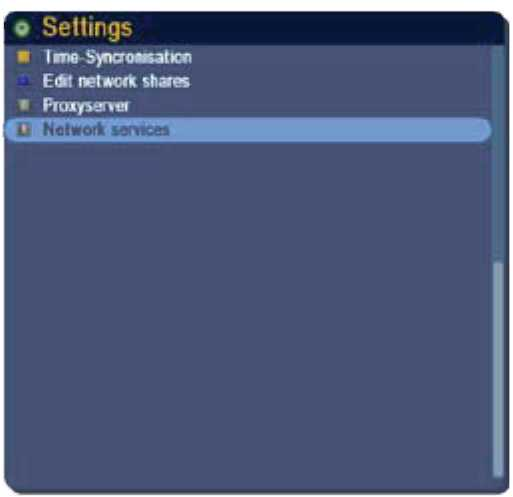 Settings
Time-Syncronisation
Edit network shares
Proxyserver
Network services